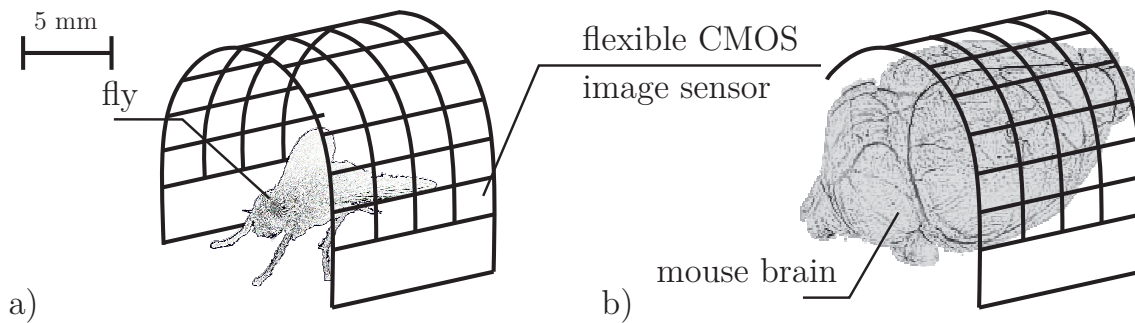 5 mm
fly
a)
flexible CMOS
image sensor
mouse brain
b)